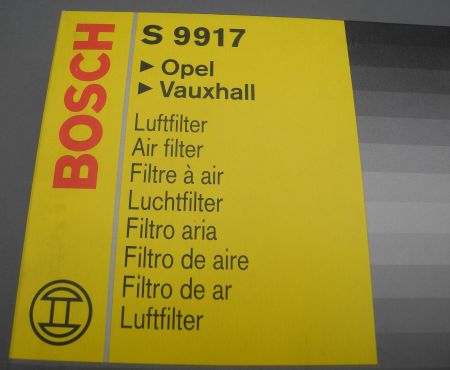 BOSCH
S 9917
► Opel
► Vauxhall
Luftfilter
Air filter
Filtre à air
Luchtfilter
Filtro aria
Filtro de aire
Filtro de ar
Luftfilter